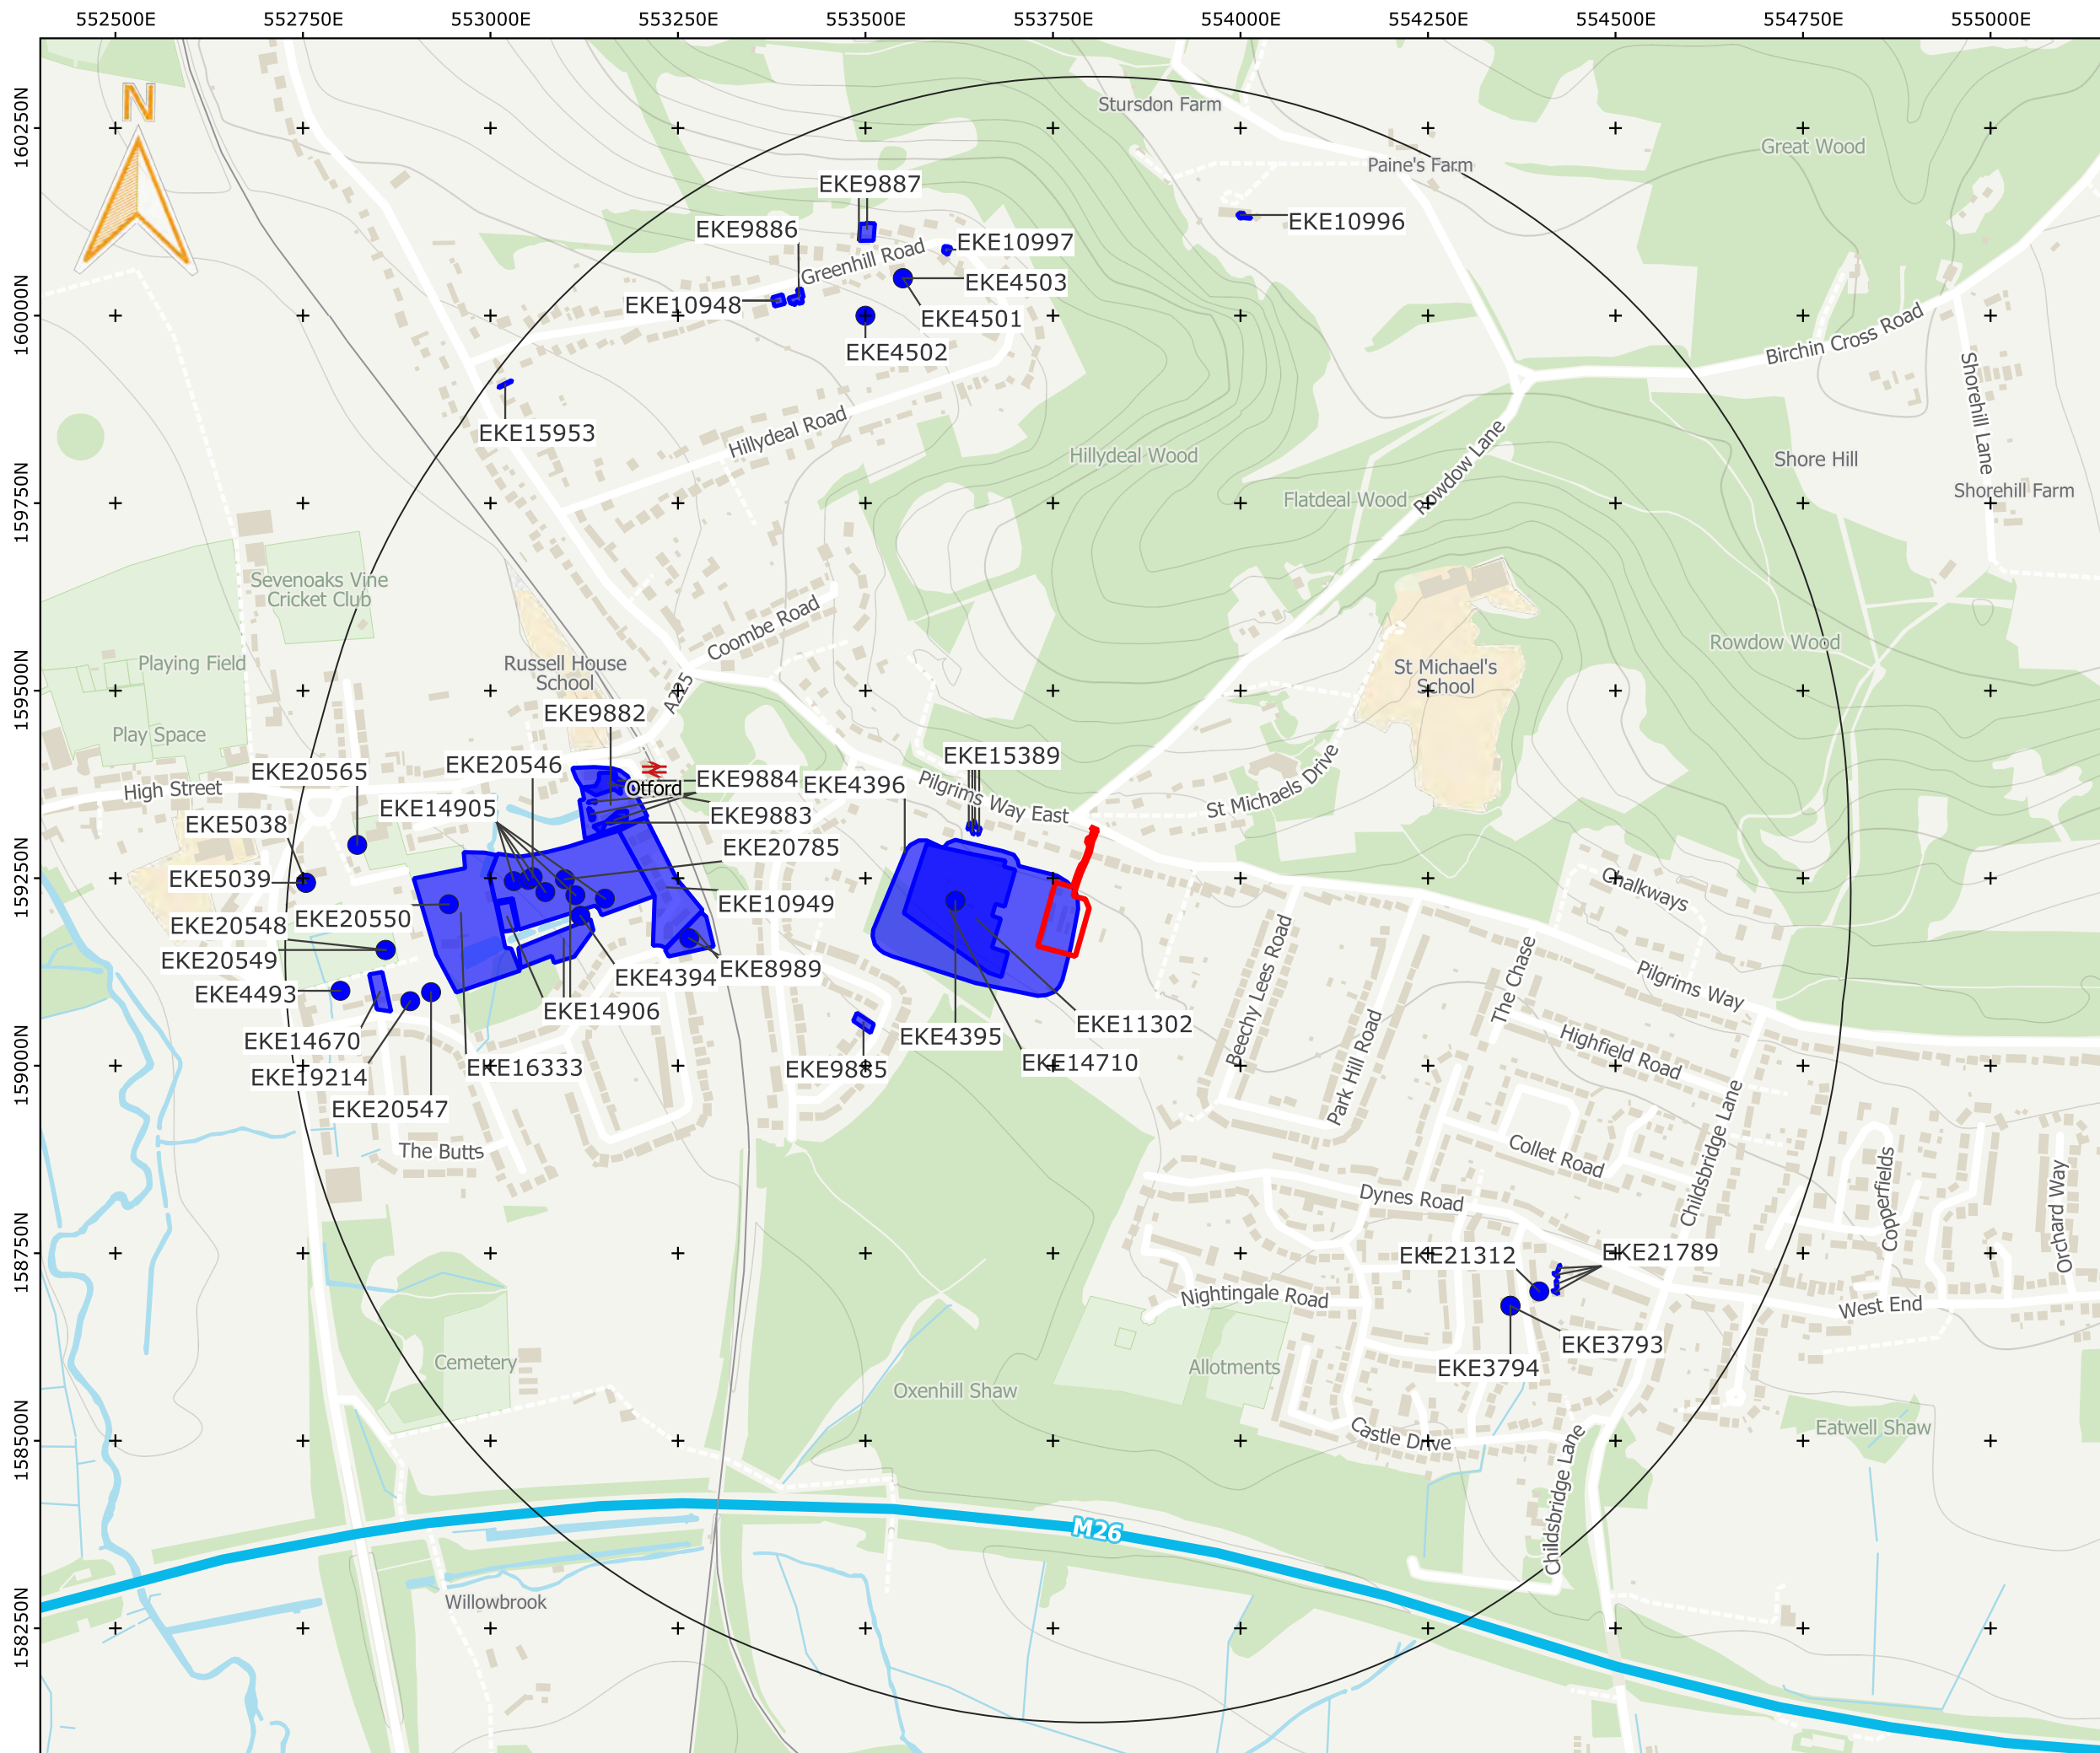 552500E 552750E 553000E 553250E 553500E 553750E 554000E 554250E 554500E 554750E 555000E
160250N
160000N
159750N
159500N
159250N
159000N
158750N
158500N
158250N
N
Stursdon Farm
Great Wood
Paine's Farm
EKE9887
EKE9886
EKE10996
EKE10997
Greenhill Road
EKE4503
EKE10948
EKE4501
EKE4502
Birchin Cross Road
Shorehill Lane
EKE15953
Hillydeal Road
Hillydeal Wood
Rowdow Lane
Shore Hill
Flatdeal Wood
Shorehill Farm
Sevenoaks Vine
Cricket Club
Coombe Road
Rowdow Wood
Playing Field
Russell House
School
A225
St Michael's
School
Play Space
EKE9882
EKE15389
EKE20565
EKE20546
EKE9884
EKE4396
Otford
High Street
Pilgrims Way East
St Michaels Drive
EKE14905
EKE9883
EKE5038
EKE20785
EKE5039
Chalkways
EKE10949
EKE20550
EKE20548
EKE20549
EKE4394
EKE8989
Beechy Lees Road
The Chase
Pilgrims Way
EKE4493
EKE14906
EKE11302
EKE4395
EKE14670
Highfield Road
EKE14710
EKE9885
EKE19214
EKE16333
Park Hill Road
EKE20547
The Butts
Collet Road
Childsbridge Lane
Copperfields
Orchard Way
Dynes Road
EKE21312
EKE21789
Nightingale Road
West End
EKE3793
EKE3794
Cemetery
Allotments
Oxenhill Shaw
Castle Drive
Eatwell Shaw
Childsbridge Lane
M26
Willowbrook